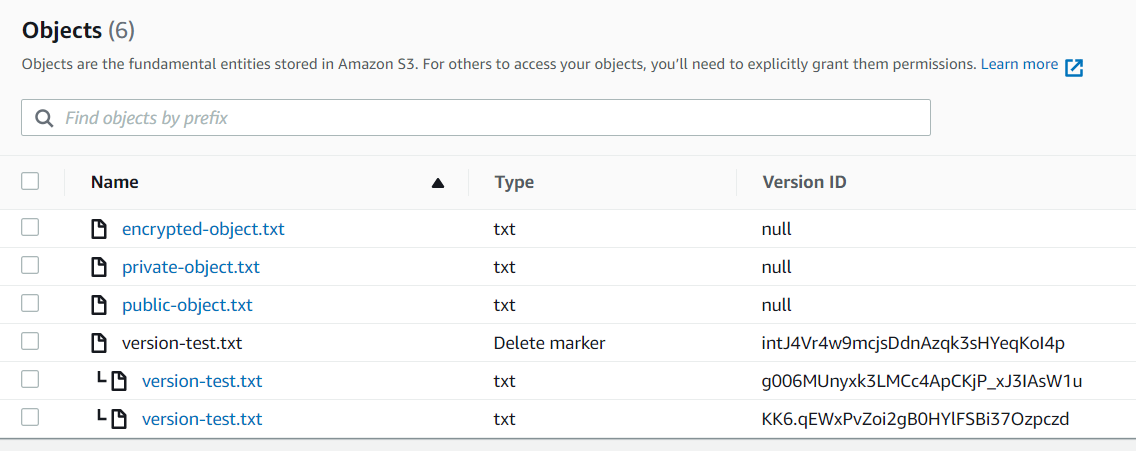 Objects (6)
Objects are the fundamental entities stored in Amazon S3. For others to access your objects, you'll need to explicitly grant them permissions. Learn more
Find objects by prefix
Name Type Version ID
encrypted-object.txt txt null
private-object.txt txt null
public-object.txt txt null
version-test.txt Delete marker intJ4Vr4w9mcjsDdnAzqk3sHYeqKoI4p
version-test.txt txt g006MUnyxk3LMCc4ApCKjP_xJ3IAsW1u
version-test.txt txt KK6.qEWxPvZoi2gB0HYlFSBi37Ozpczd